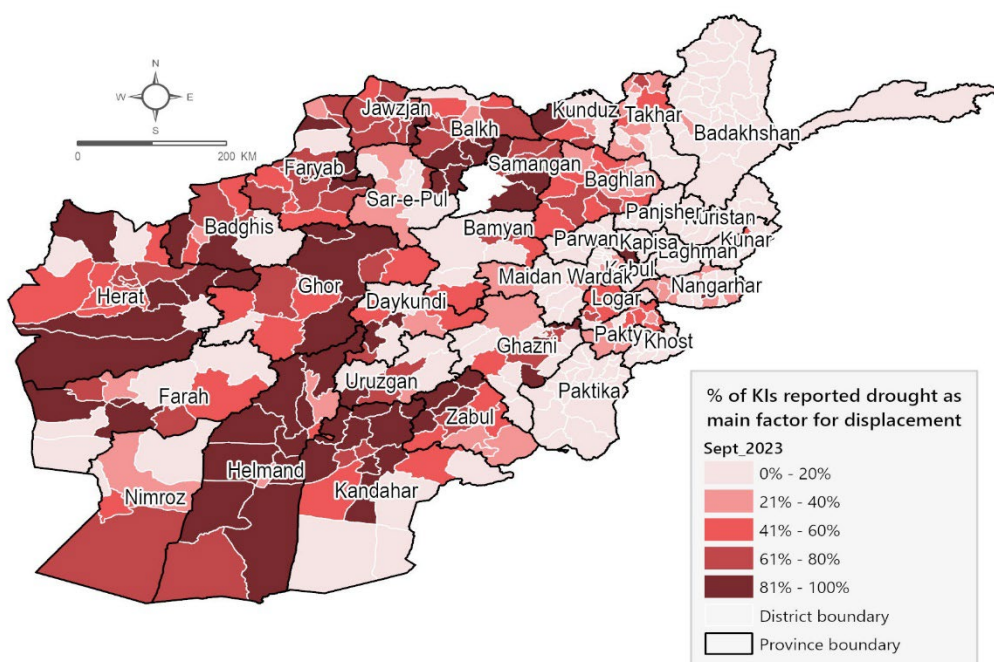 N
W E
S
0 200 KM
Jawzjan
Balkh
Kunduz
Takhar
Badakhshan
Faryab
Samangan
Baghlan
Sar-e-Pul
Badghis
Bamyan
Panjsher
Nuristan
Parwan
Kapisa
Kunar
Laghman
Kabul
Herat
Ghor
Maidan Wardak
Nangarhar
Daykundi
Logar
Paktya
Khost
Ghazni
Farah
Uruzgan
Paktika
Zabul
Helmand
Nimroz
Kandahar
% of KIs reported drought as
main factor for displacement
Sept_2023
0% - 20%
21% - 40%
41% - 60%
61% - 80%
81% - 100%
District boundary
Province boundary